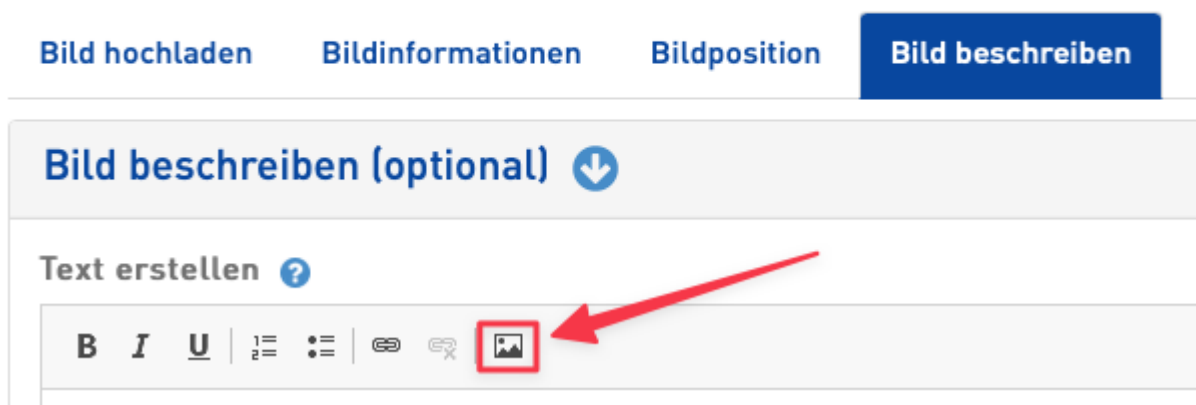 Bild hochladen Bildinformationen Bildposition Bild beschreiben
Bild beschreiben (optional)
Text erstellen ?
B I U